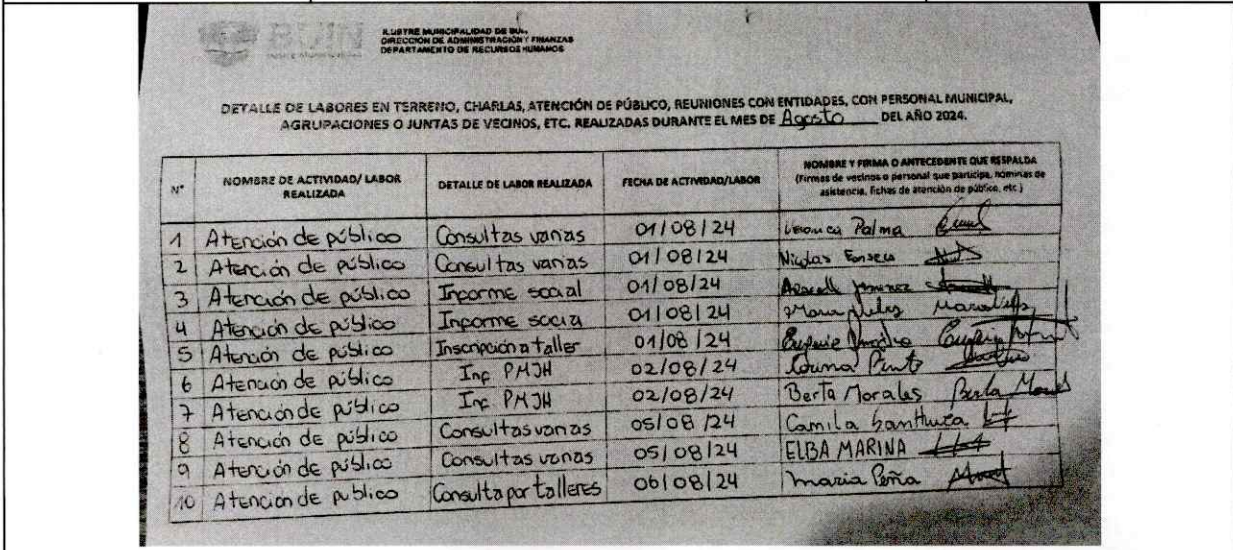 BUIN
ILUSTRE MUNICIPALIDAD DE BUIN
DIRECCIÓN DE ADMINISTRACIÓN Y FINANZAS
DEPARTAMENTO DE RECURSOS HUMANOS
DETALLE DE LABORES EN TERRENO, CHARLAS, ATENCIÓN DE PÚBLICO, REUNIONES CON ENTIDADES, CON PERSONAL MUNICIPAL,
AGRUPACIONES O JUNTAS DE VECINOS, ETC. REALIZADAS DURANTE EL MES DE Agosto DEL AÑO 2024.
N° NOMBRE DE ACTIVIDAD/ LABOR REALIZADA DETALLE DE LABOR REALIZADA FECHA DE ACTIVIDAD/LABOR NOMBRE Y FIRMA O ANTECEDENTE QUE RESPALDA
(Firmas de vecinos o personal que participa, nóminas de
asistencia, fichas de atención de público, etc.)
1 Atención de público Consultas varias 01/08/24 Veronica Palma
2 Atención de público Consultas varias 01/08/24 Nicolas Fonseca
3 Atención de público Inporme social 01/08/24
4 Atención de público Inporme social 01/08/24 Maria
5 Atención de público Inscripción a taller 01/08/24
6 Atención de público Inf PMJH 02/08/24 Pinto
7 Atención de público Inf PMJH 02/08/24 Berta Morales Berta
8 Atención de público Consultas varias 05/08/24 Camila
9 Atención de público Consultas varias 05/08/24 ELBA MARINA
10 Atención de publico Consulta por talleres 06/08/24 maria Peña